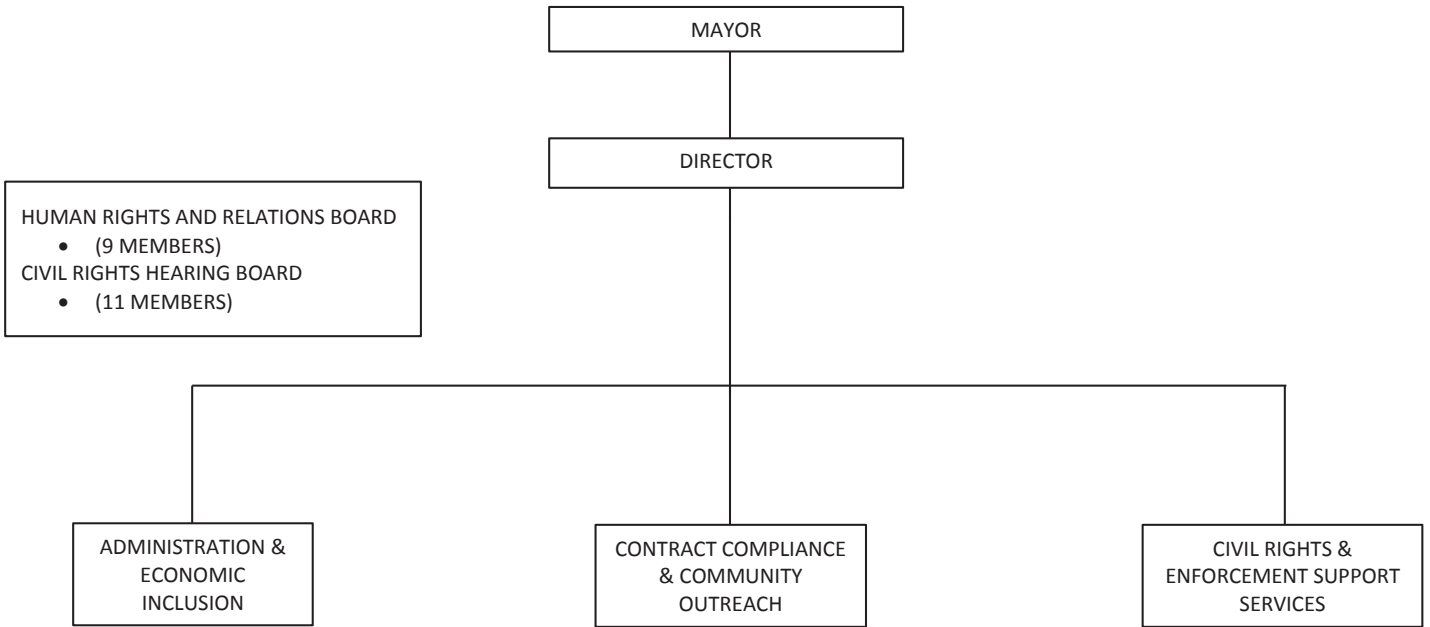 MAYOR
DIRECTOR
HUMAN RIGHTS AND RELATIONS BOARD
• (9 MEMBERS)
CIVIL RIGHTS HEARING BOARD
• (11 MEMBERS)
ADMINISTRATION &
ECONOMIC
INCLUSION
CONTRACT COMPLIANCE
& COMMUNITY
OUTREACH
CIVIL RIGHTS &
ENFORCEMENT SUPPORT
SERVICES